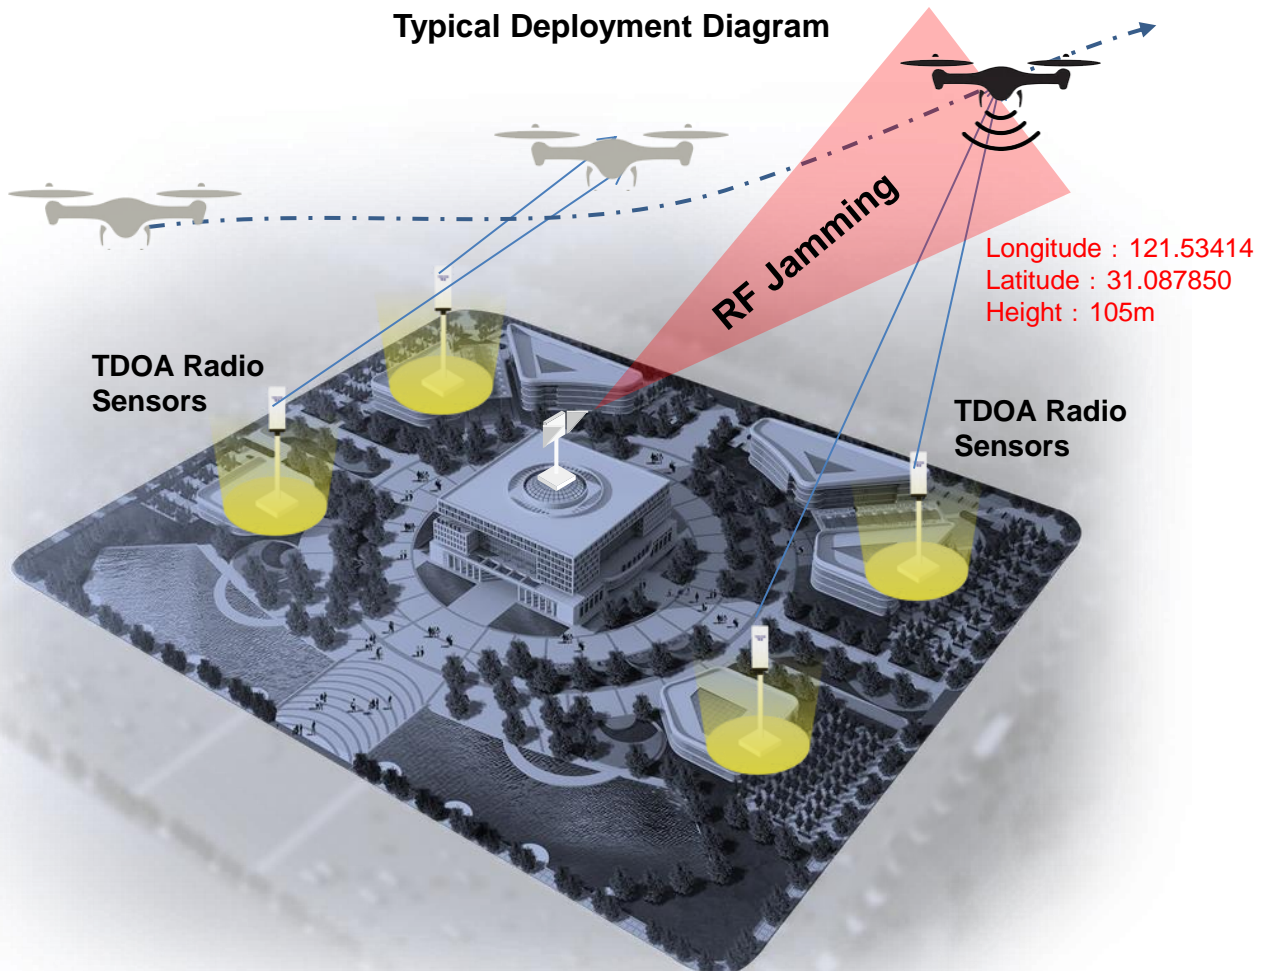 Typical Deployment Diagram
RF Jamming
Longitude：121.53414
Latitude：31.087850
Height：105m
TDOA Radio
Sensors
TDOA Radio
Sensors